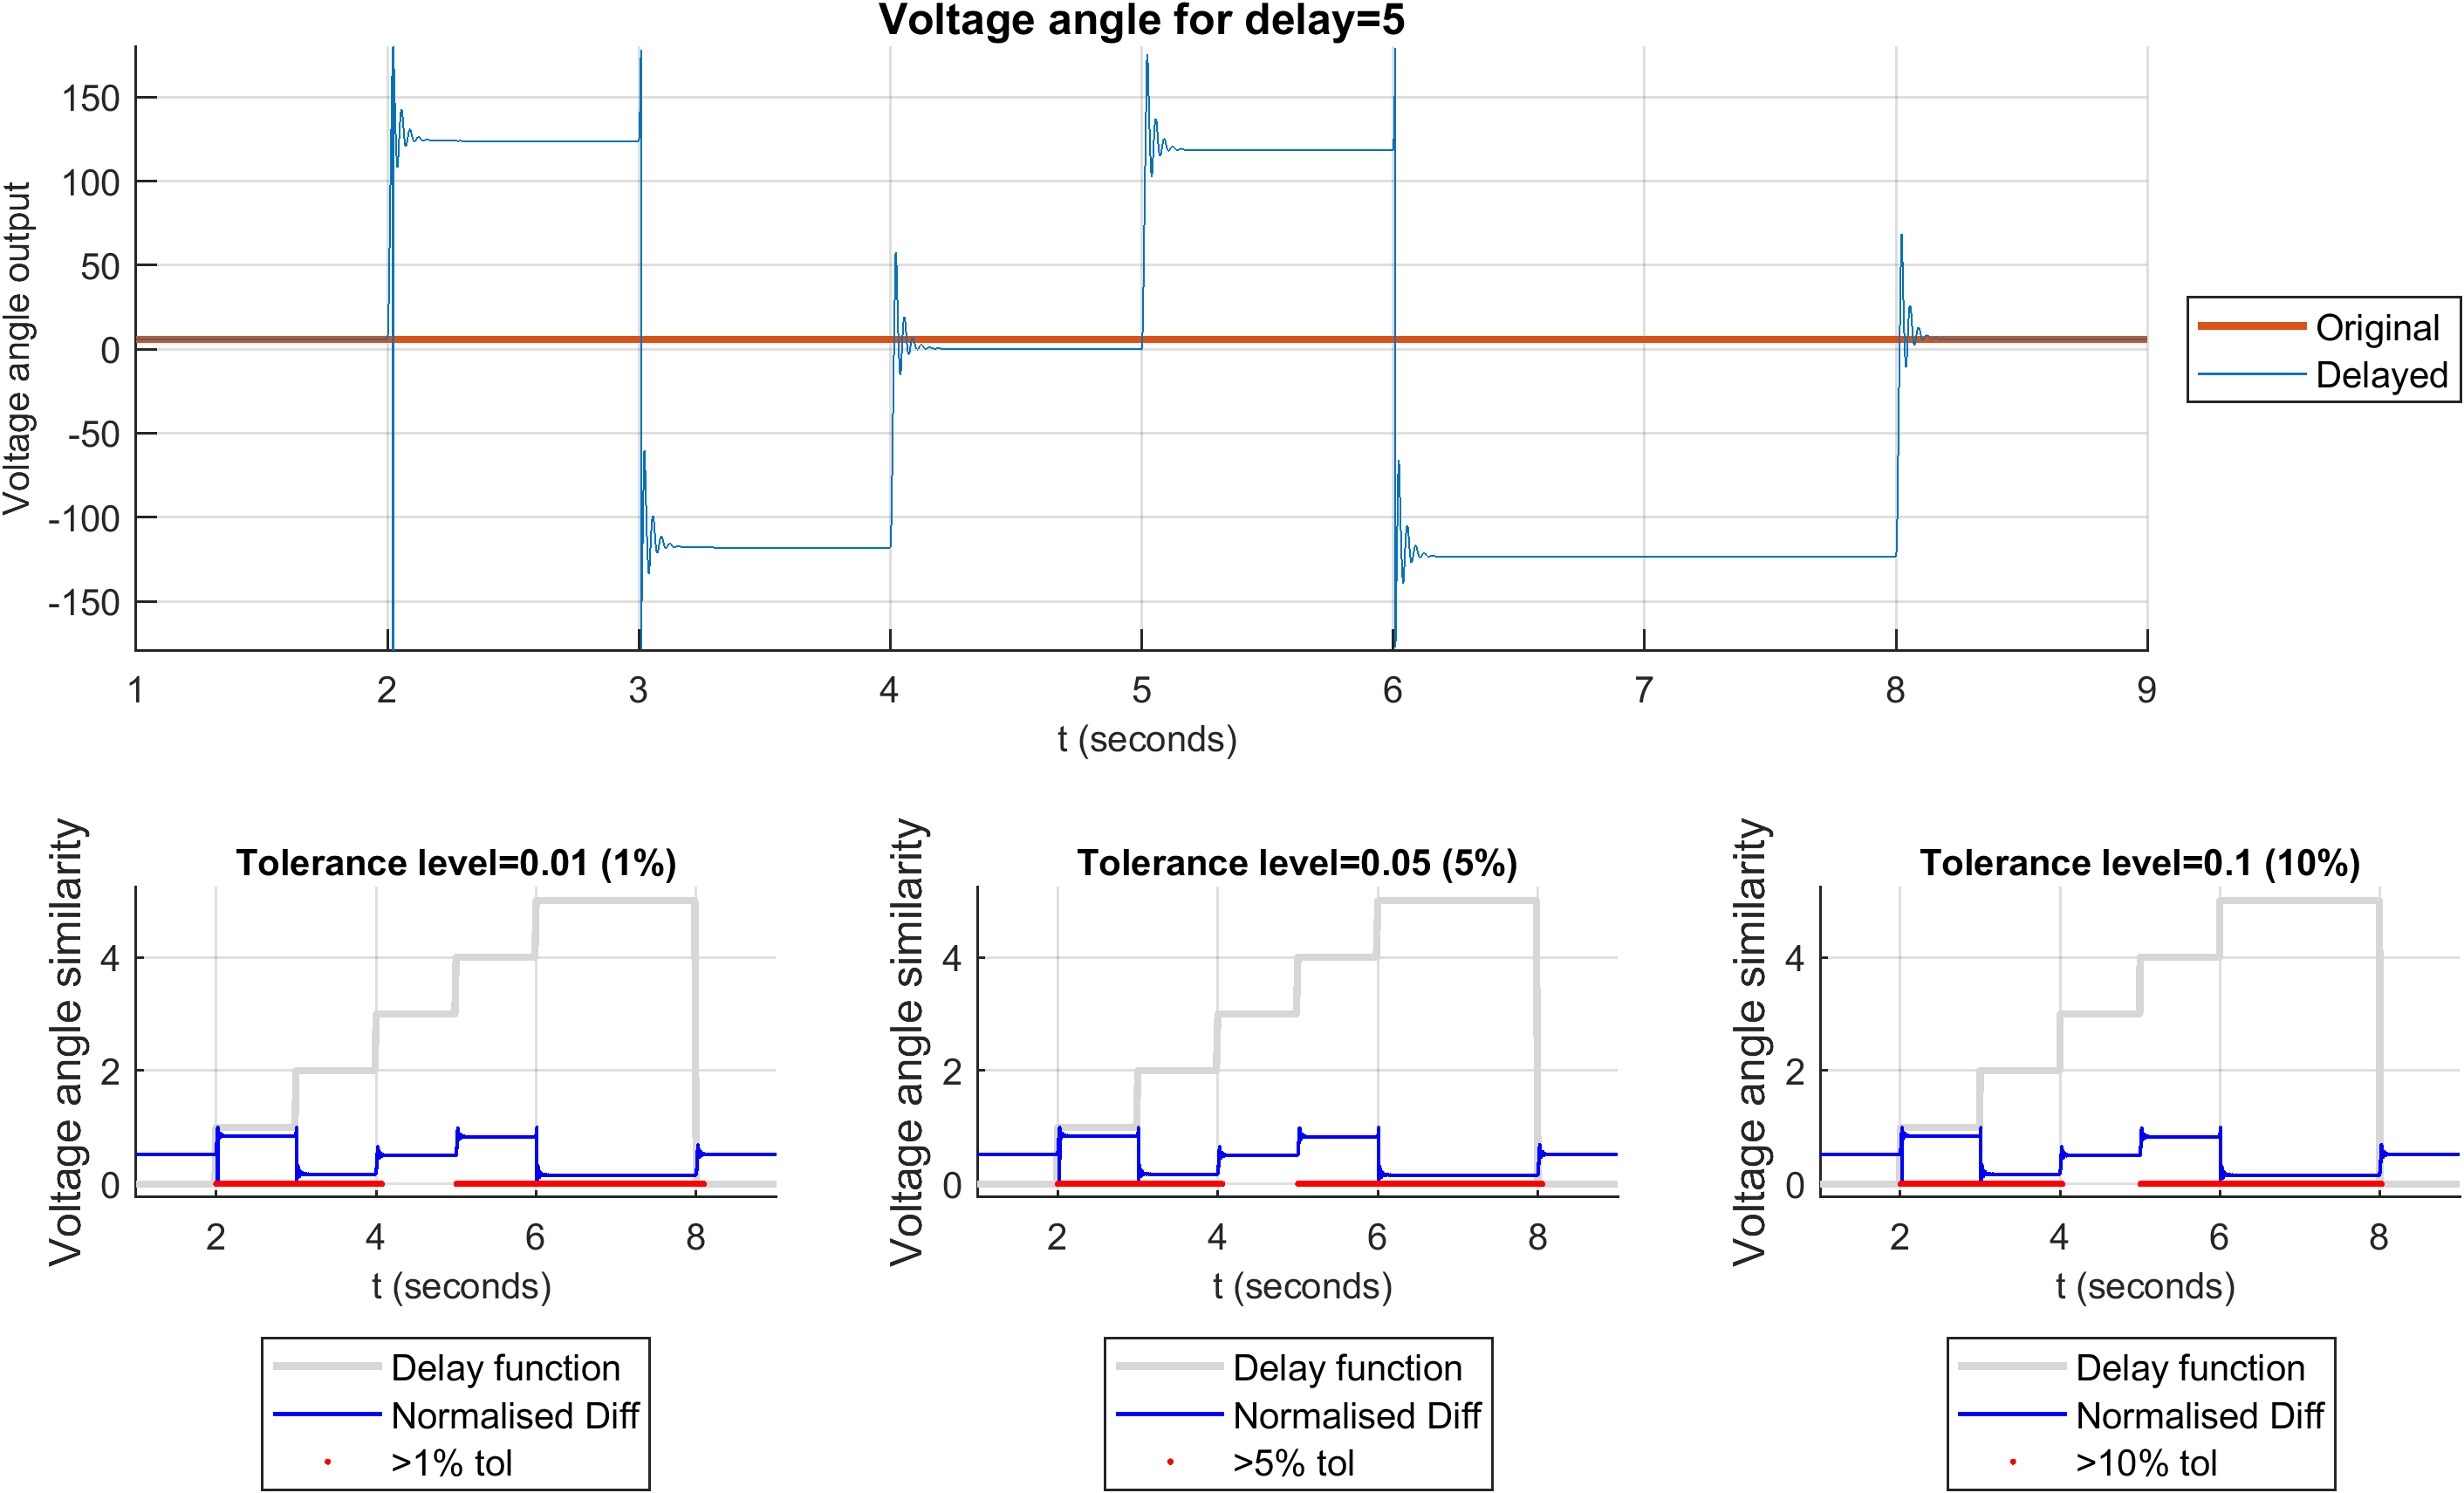 Voltage angle for delay=5
Voltage angle output
150
100
50
0
-50
-100
-150
1 2 3 4 5 6 7 8 9
t (seconds)
Original
Delayed
Tolerance level=0.01 (1%)
Voltage angle similarity
4
2
0
2 4 6 8
t (seconds)
Delay function
Normalised Diff
>1% tol
Tolerance level=0.05 (5%)
Voltage angle similarity
4
2
0
2 4 6 8
t (seconds)
Delay function
Normalised Diff
>5% tol
Tolerance level=0.1 (10%)
Voltage angle similarity
4
2
0
2 4 6 8
t (seconds)
Delay function
Normalised Diff
>10% tol